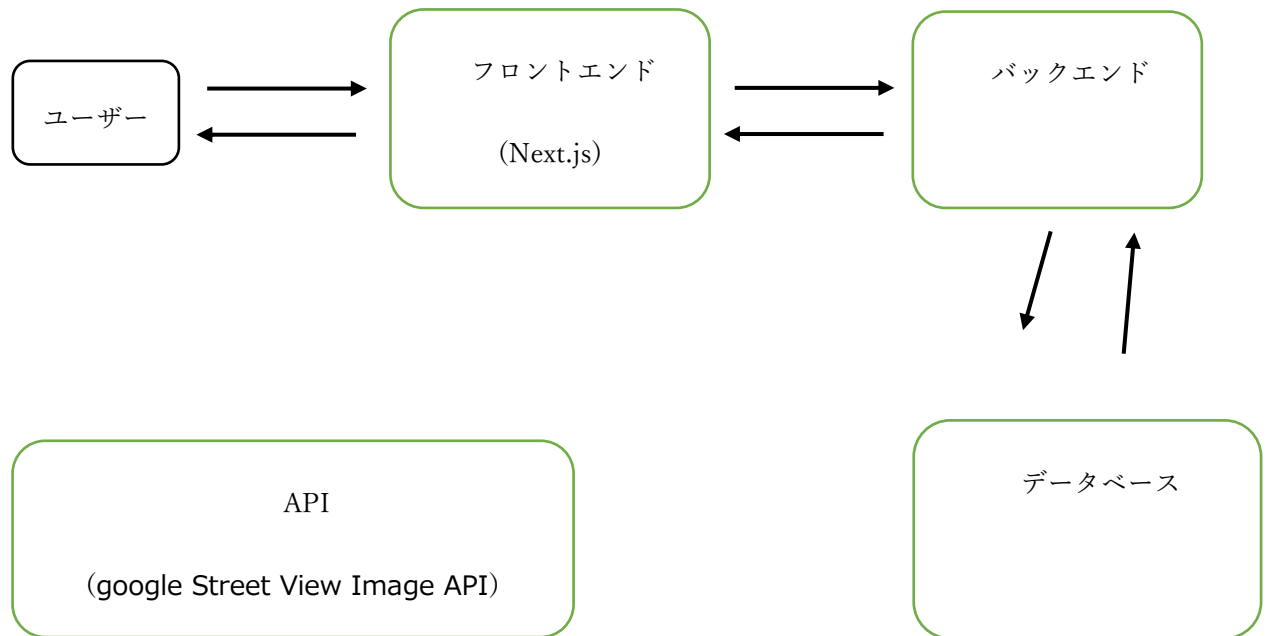 ユーザー
フロントエンド
(Next.js)
バックエンド
API
(google Street View Image API)
データベース